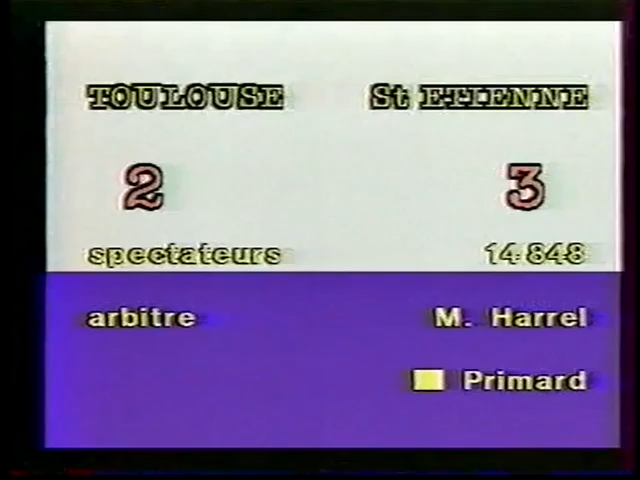 TOULOUSE St ETIENNE
2 3
spectateurs 14 848
arbitre M. Harrel
Primard